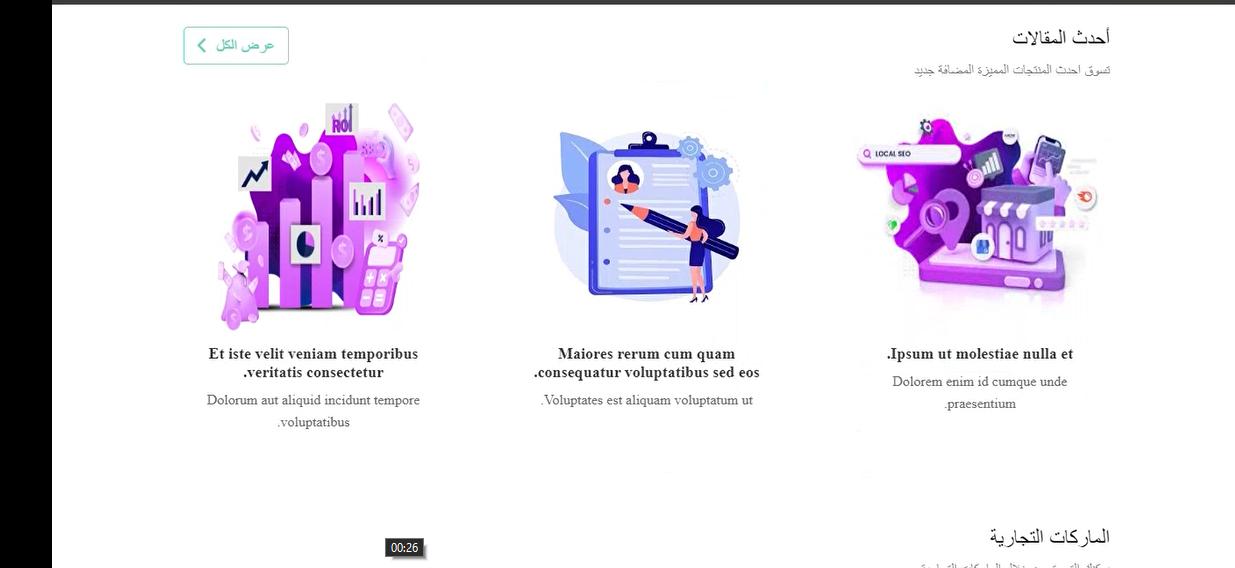 أحدث المقالات
عرض الكل
تسوق احدث المنتجات المميزة المضافة جديد
LOCAL SEO
ROI
%
Ipsum ut molestiae nulla et.
Dolorem enim id cumque unde
praesentium.
Maiores rerum cum quam
consequatur voluptatibus sed eos.
Voluptates est aliquam voluptatum ut.
Et iste velit veniam temporibus
veritatis consectetur.
Dolorum aut aliquid incidunt tempore
voluptatibus.
الماركات التجارية
00:26